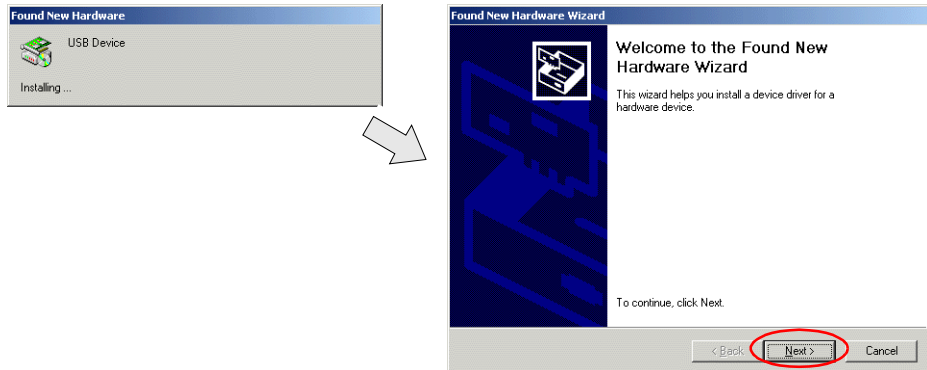 Found New Hardware
USB Device
Installing ...
Found New Hardware Wizard
Welcome to the Found New
Hardware Wizard
This wizard helps you install a device driver for a
hardware device.
To continue, click Next.
< Back
Next >
Cancel